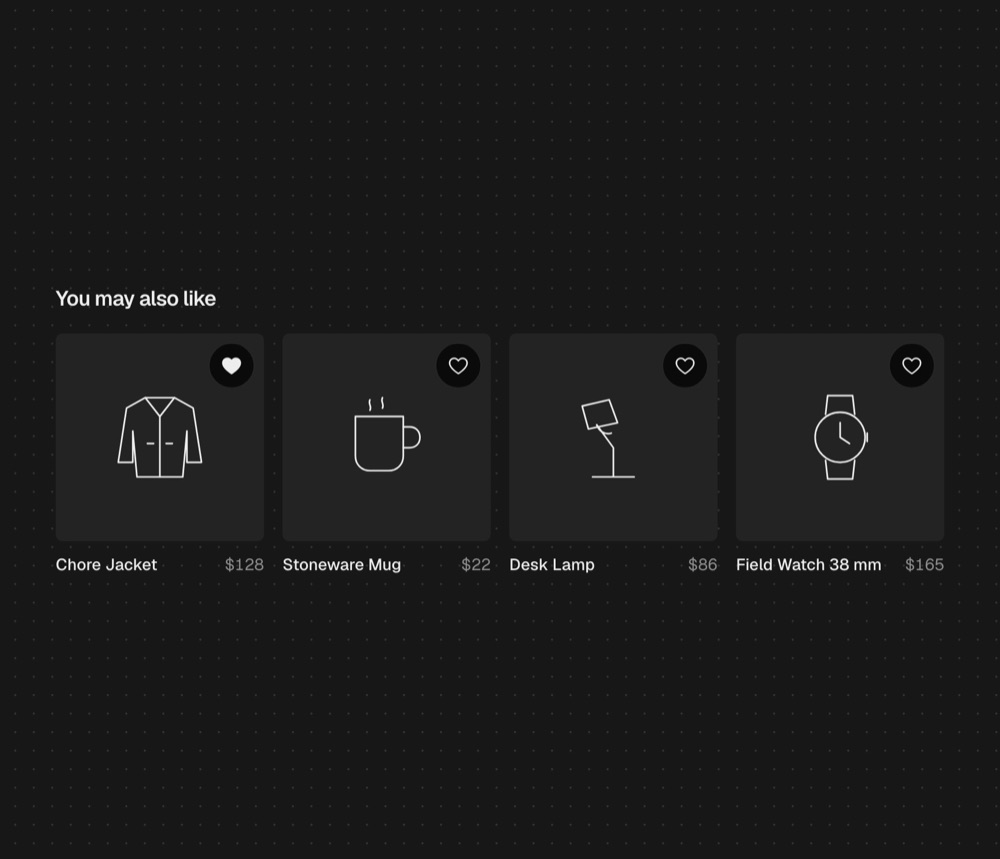 You may also like
Chore Jacket $128
Stoneware Mug $22
Desk Lamp $86
Field Watch 38 mm $165